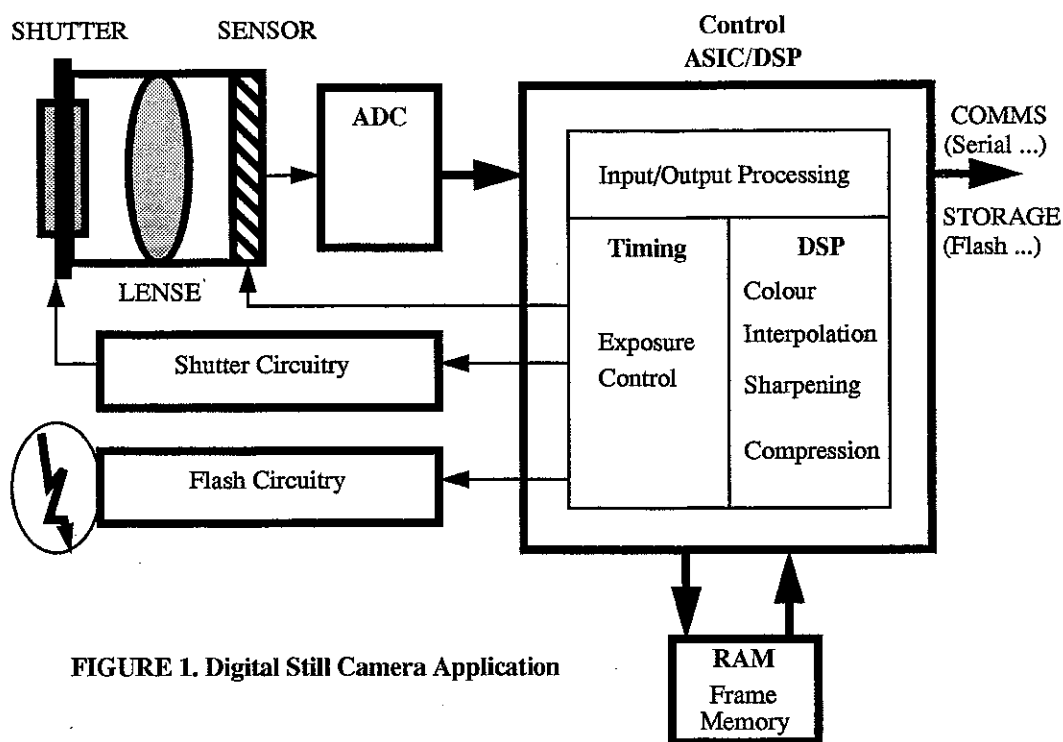 SHUTTER
SENSOR
Control
ASIC/DSP
ADC
COMMS
(Serial ...)
Input/Output Processing
STORAGE
(Flash ...)
Timing
DSP
LENSE
Colour
Exposure
Control
Interpolation
Shutter Circuitry
Sharpening
Compression
Flash Circuitry
FIGURE 1. Digital Still Camera Application
RAM
Frame
Memory